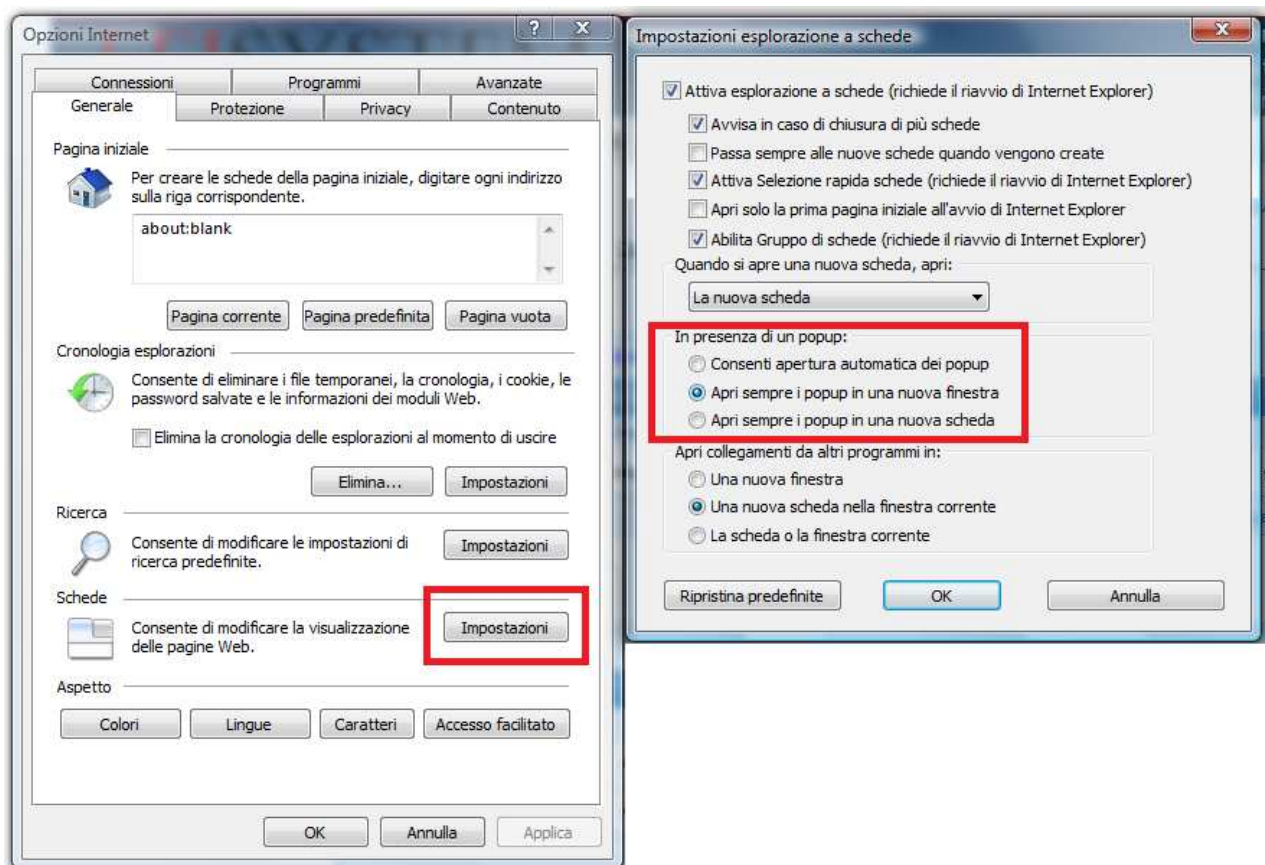 Opzioni Internet
Connessioni
Programmi
Avanzate
Generale
Protezione
Privacy
Contenuto
Pagina iniziale
Per creare le schede della pagina iniziale, digitare ogni indirizzo
sulla riga corrispondente.
about:blank
Pagina corrente
Pagina predefinita
Pagina vuota
Cronologia esplorazioni
Consente di eliminare i file temporanei, la cronologia, i cookie, le
password salvate e le informazioni dei moduli Web.
Elimina la cronologia delle esplorazioni al momento di uscire
Elimina...
Impostazioni
Ricerca
Consente di modificare le impostazioni di
ricerca predefinite.
Impostazioni
Schede
Consente di modificare la visualizzazione
delle pagine Web.
Impostazioni
Aspetto
Colori
Lingue
Caratteri
Accesso facilitato
OK
Annulla
Applica
Impostazioni esplorazione a schede
Attiva esplorazione a schede (richiede il riavvio di Internet Explorer)
Avvisa in caso di chiusura di più schede
Passa sempre alle nuove schede quando vengono create
Attiva Selezione rapida schede (richiede il riavvio di Internet Explorer)
Apri solo la prima pagina iniziale all'avvio di Internet Explorer
Abilita Gruppo di schede (richiede il riavvio di Internet Explorer)
Quando si apre una nuova scheda, apri:
La nuova scheda
In presenza di un popup:
Consenti apertura automatica dei popup
Apri sempre i popup in una nuova finestra
Apri sempre i popup in una nuova scheda
Apri collegamenti da altri programmi in:
Una nuova finestra
Una nuova scheda nella finestra corrente
La scheda o la finestra corrente
Ripristina predefinite
OK
Annulla